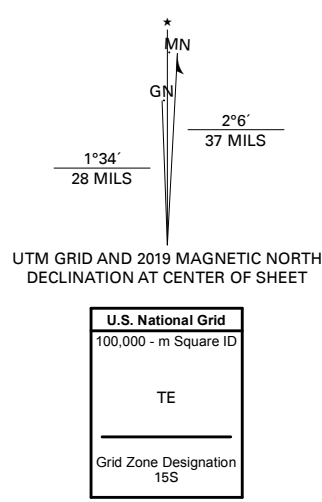 ★
MN
GN
2°6´
37 MILS
1°34´
28 MILS
UTM GRID AND 2019 MAGNETIC NORTH
DECLINATION AT CENTER OF SHEET
U.S. National Grid
100,000 - m Square ID
TE
Grid Zone Designation
15S